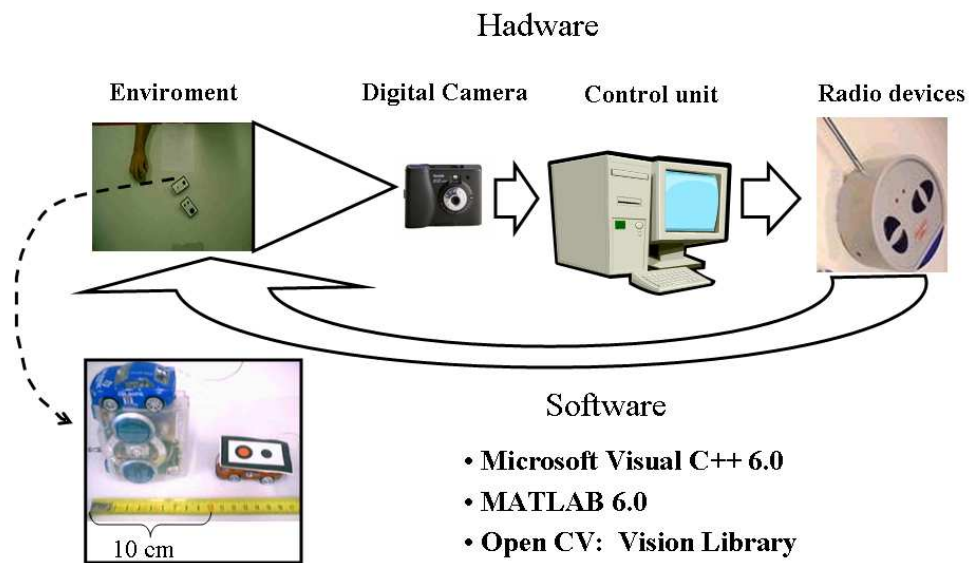 Hadware
Enviroment
Digital Camera
Control unit
Radio devices
Software
• Microsoft Visual C++ 6.0
• MATLAB 6.0
• Open CV: Vision Library
10 cm